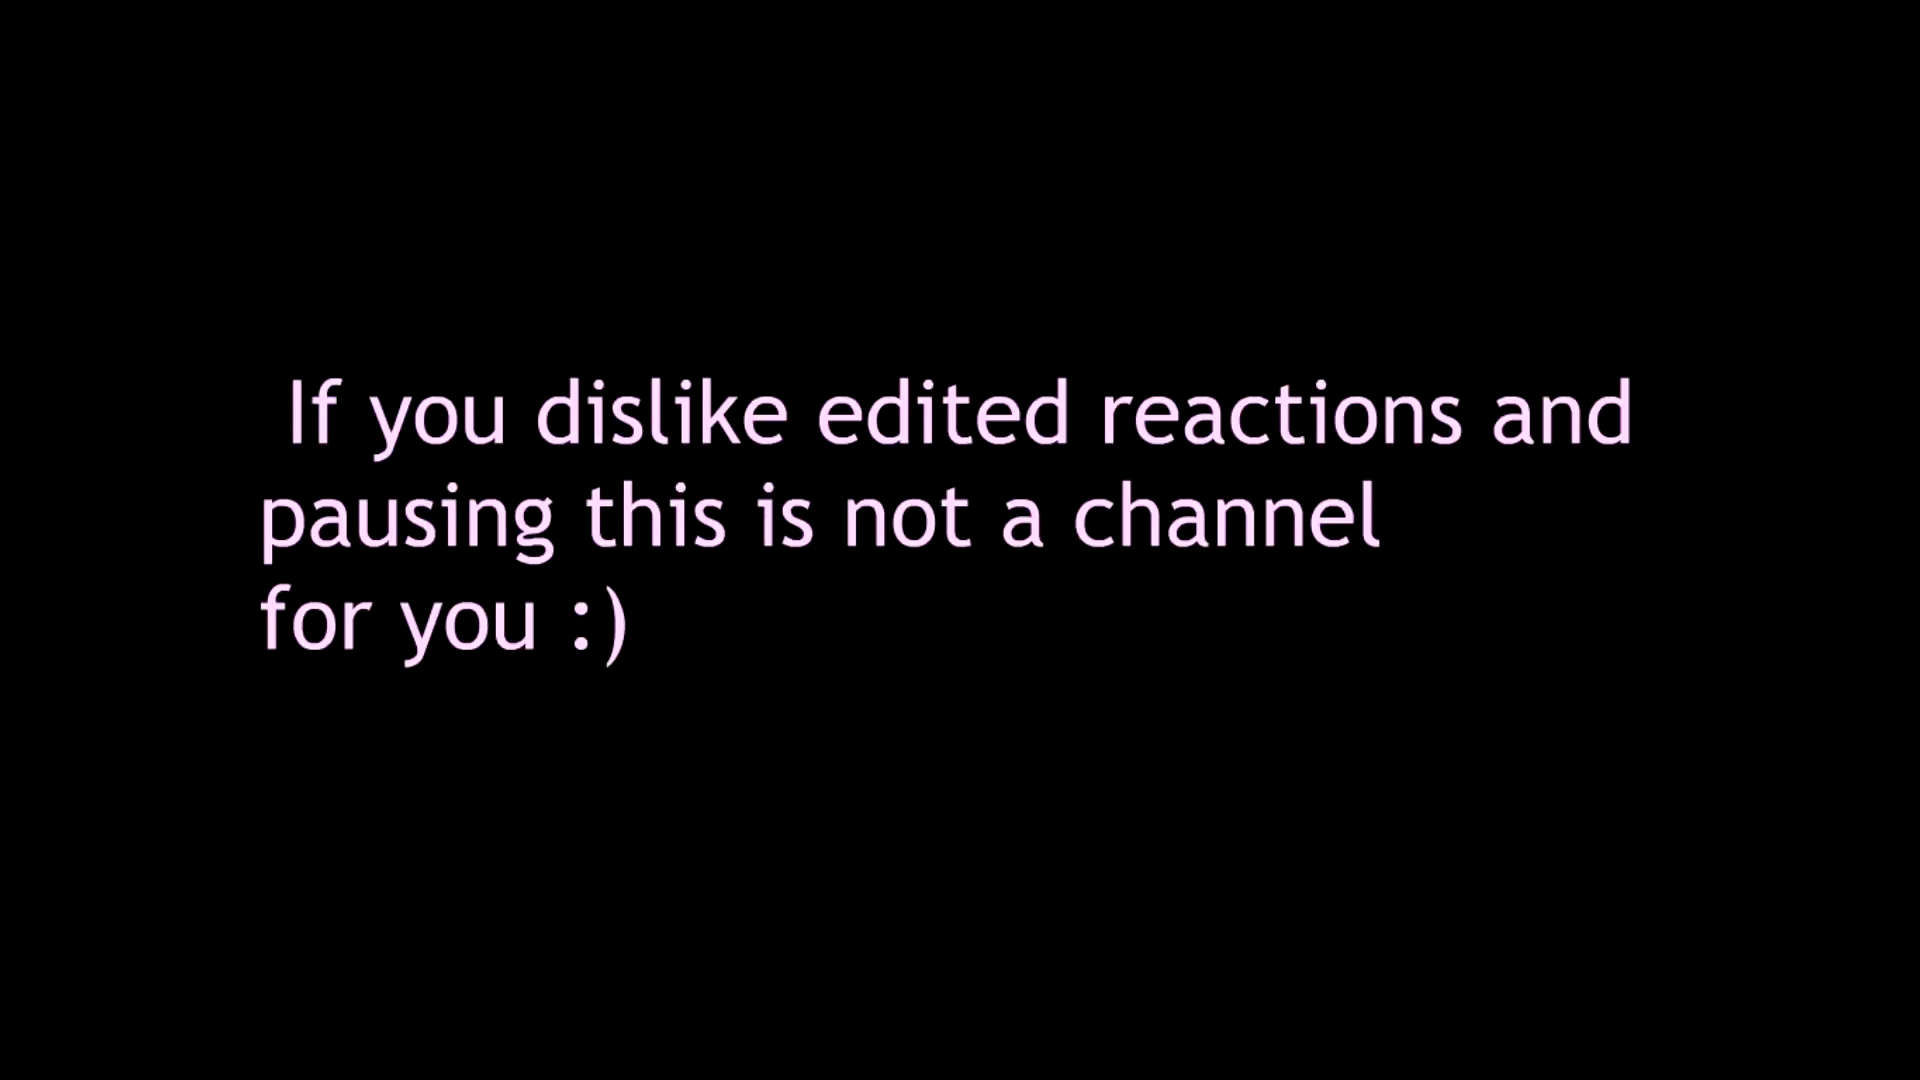 If you dislike edited reactions and
pausing this is not a channel
for you :)